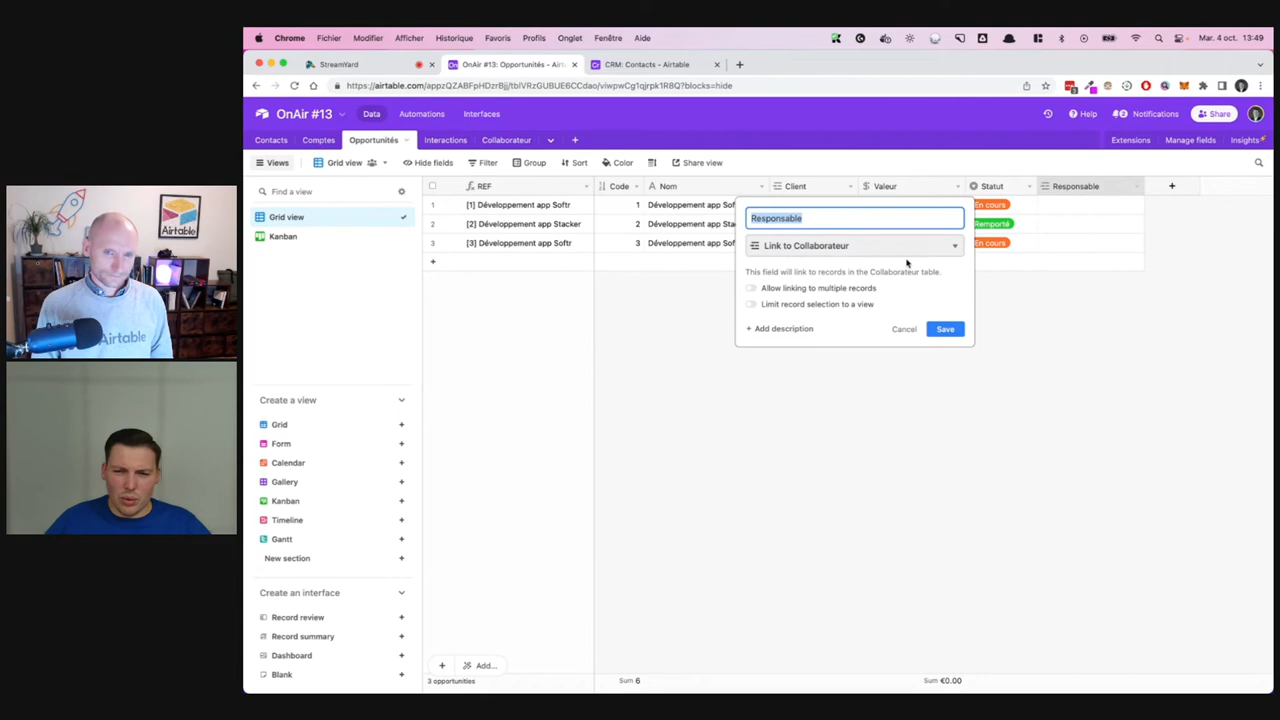 Chrome Fichier Modifier Afficher Historique Favoris Profils Onglet Fenêtre Aide Mar. 4 oct. 13:49
StreamYard On OnAir #13: Opportunités - Airt Cr CRM: Contacts - Airtable
https://airtable.com/appzQZABFpHDzrBjj/tblVRzGUBUE6CCdao/viwpwCg1qjrpk1R8Q?blocks=hide
OnAir #13 Data Automations Interfaces Help 2 Notifications Share
Contacts Comptes Opportunités Interactions Collaborateur Extensions Manage fields Insights
Views Grid view Hide fields Filter Group Sort Color Share view
Find a view
Grid view
Kanban
REF Code Nom Client Valeur Statut Responsable
1 [1] Développement app Softr 1 Développement app Sof En cours
2 [2] Développement app Stacker 2 Développement app Sta Remporté
3 [3] Développement app Softr 3 Développement app Sof En cours
Responsable
Link to Collaborateur
This field will link to records in the Collaborateur table.
Allow linking to multiple records
Limit record selection to a view
+ Add description Cancel Save
Create a view
Grid
Form
Calendar
Gallery
Kanban
Timeline
Gantt
New section
Create an interface
Record review
Record summary
Dashboard
Blank
+ Add...
3 opportunities Sum 6 Sum €0.00
Airtable
Airtable